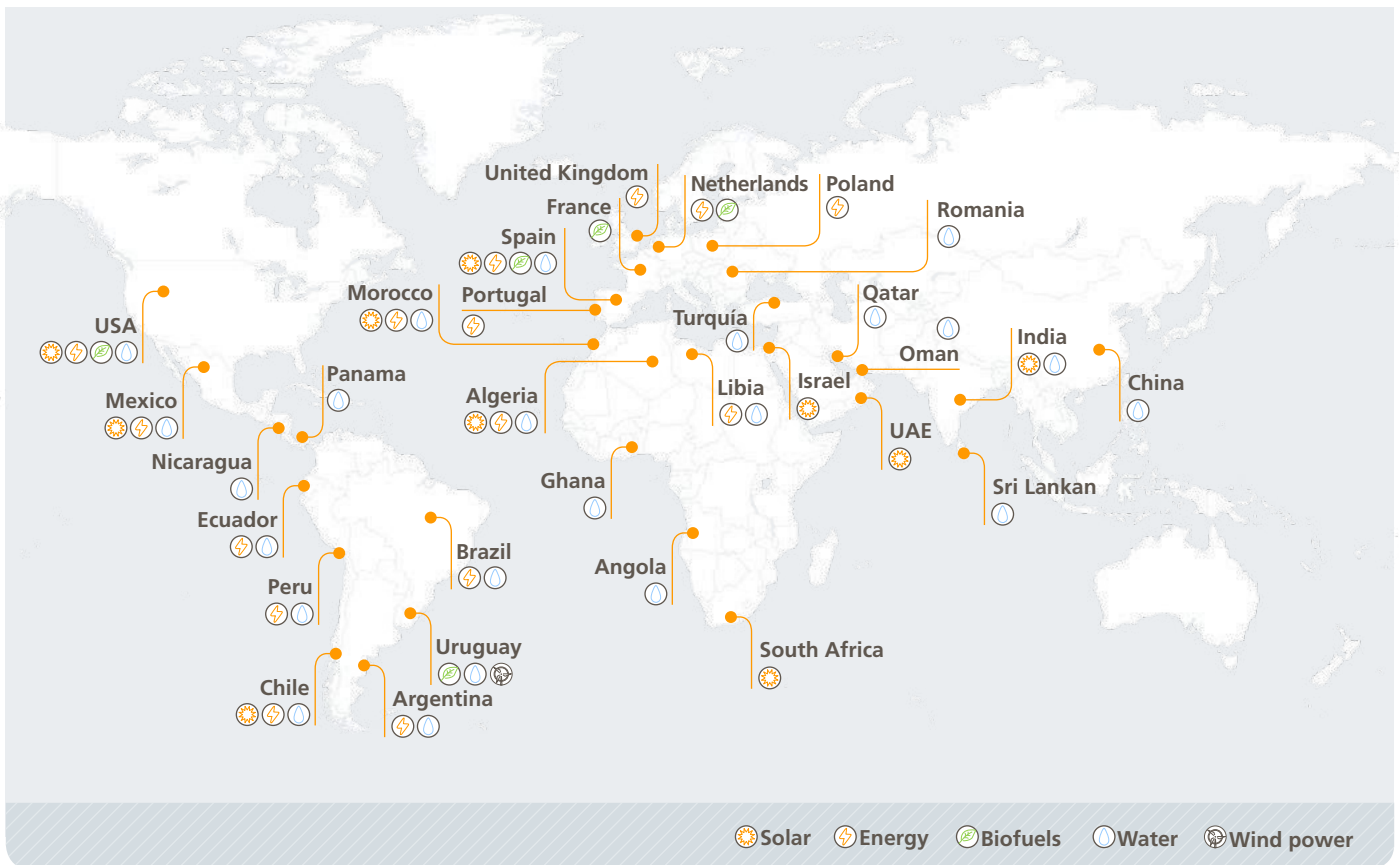 United Kingdom
Netherlands
Poland
France
Romania
Spain
Morocco
Portugal
Qatar
Turquía
USA
India
Oman
Panama
Israel
China
Mexico
Algeria
Libia
UAE
Nicaragua
Ghana
Sri Lankan
Ecuador
Brazil
Angola
Peru
Uruguay
South Africa
Chile
Argentina
Solar
Energy
Biofuels
Water
Wind power